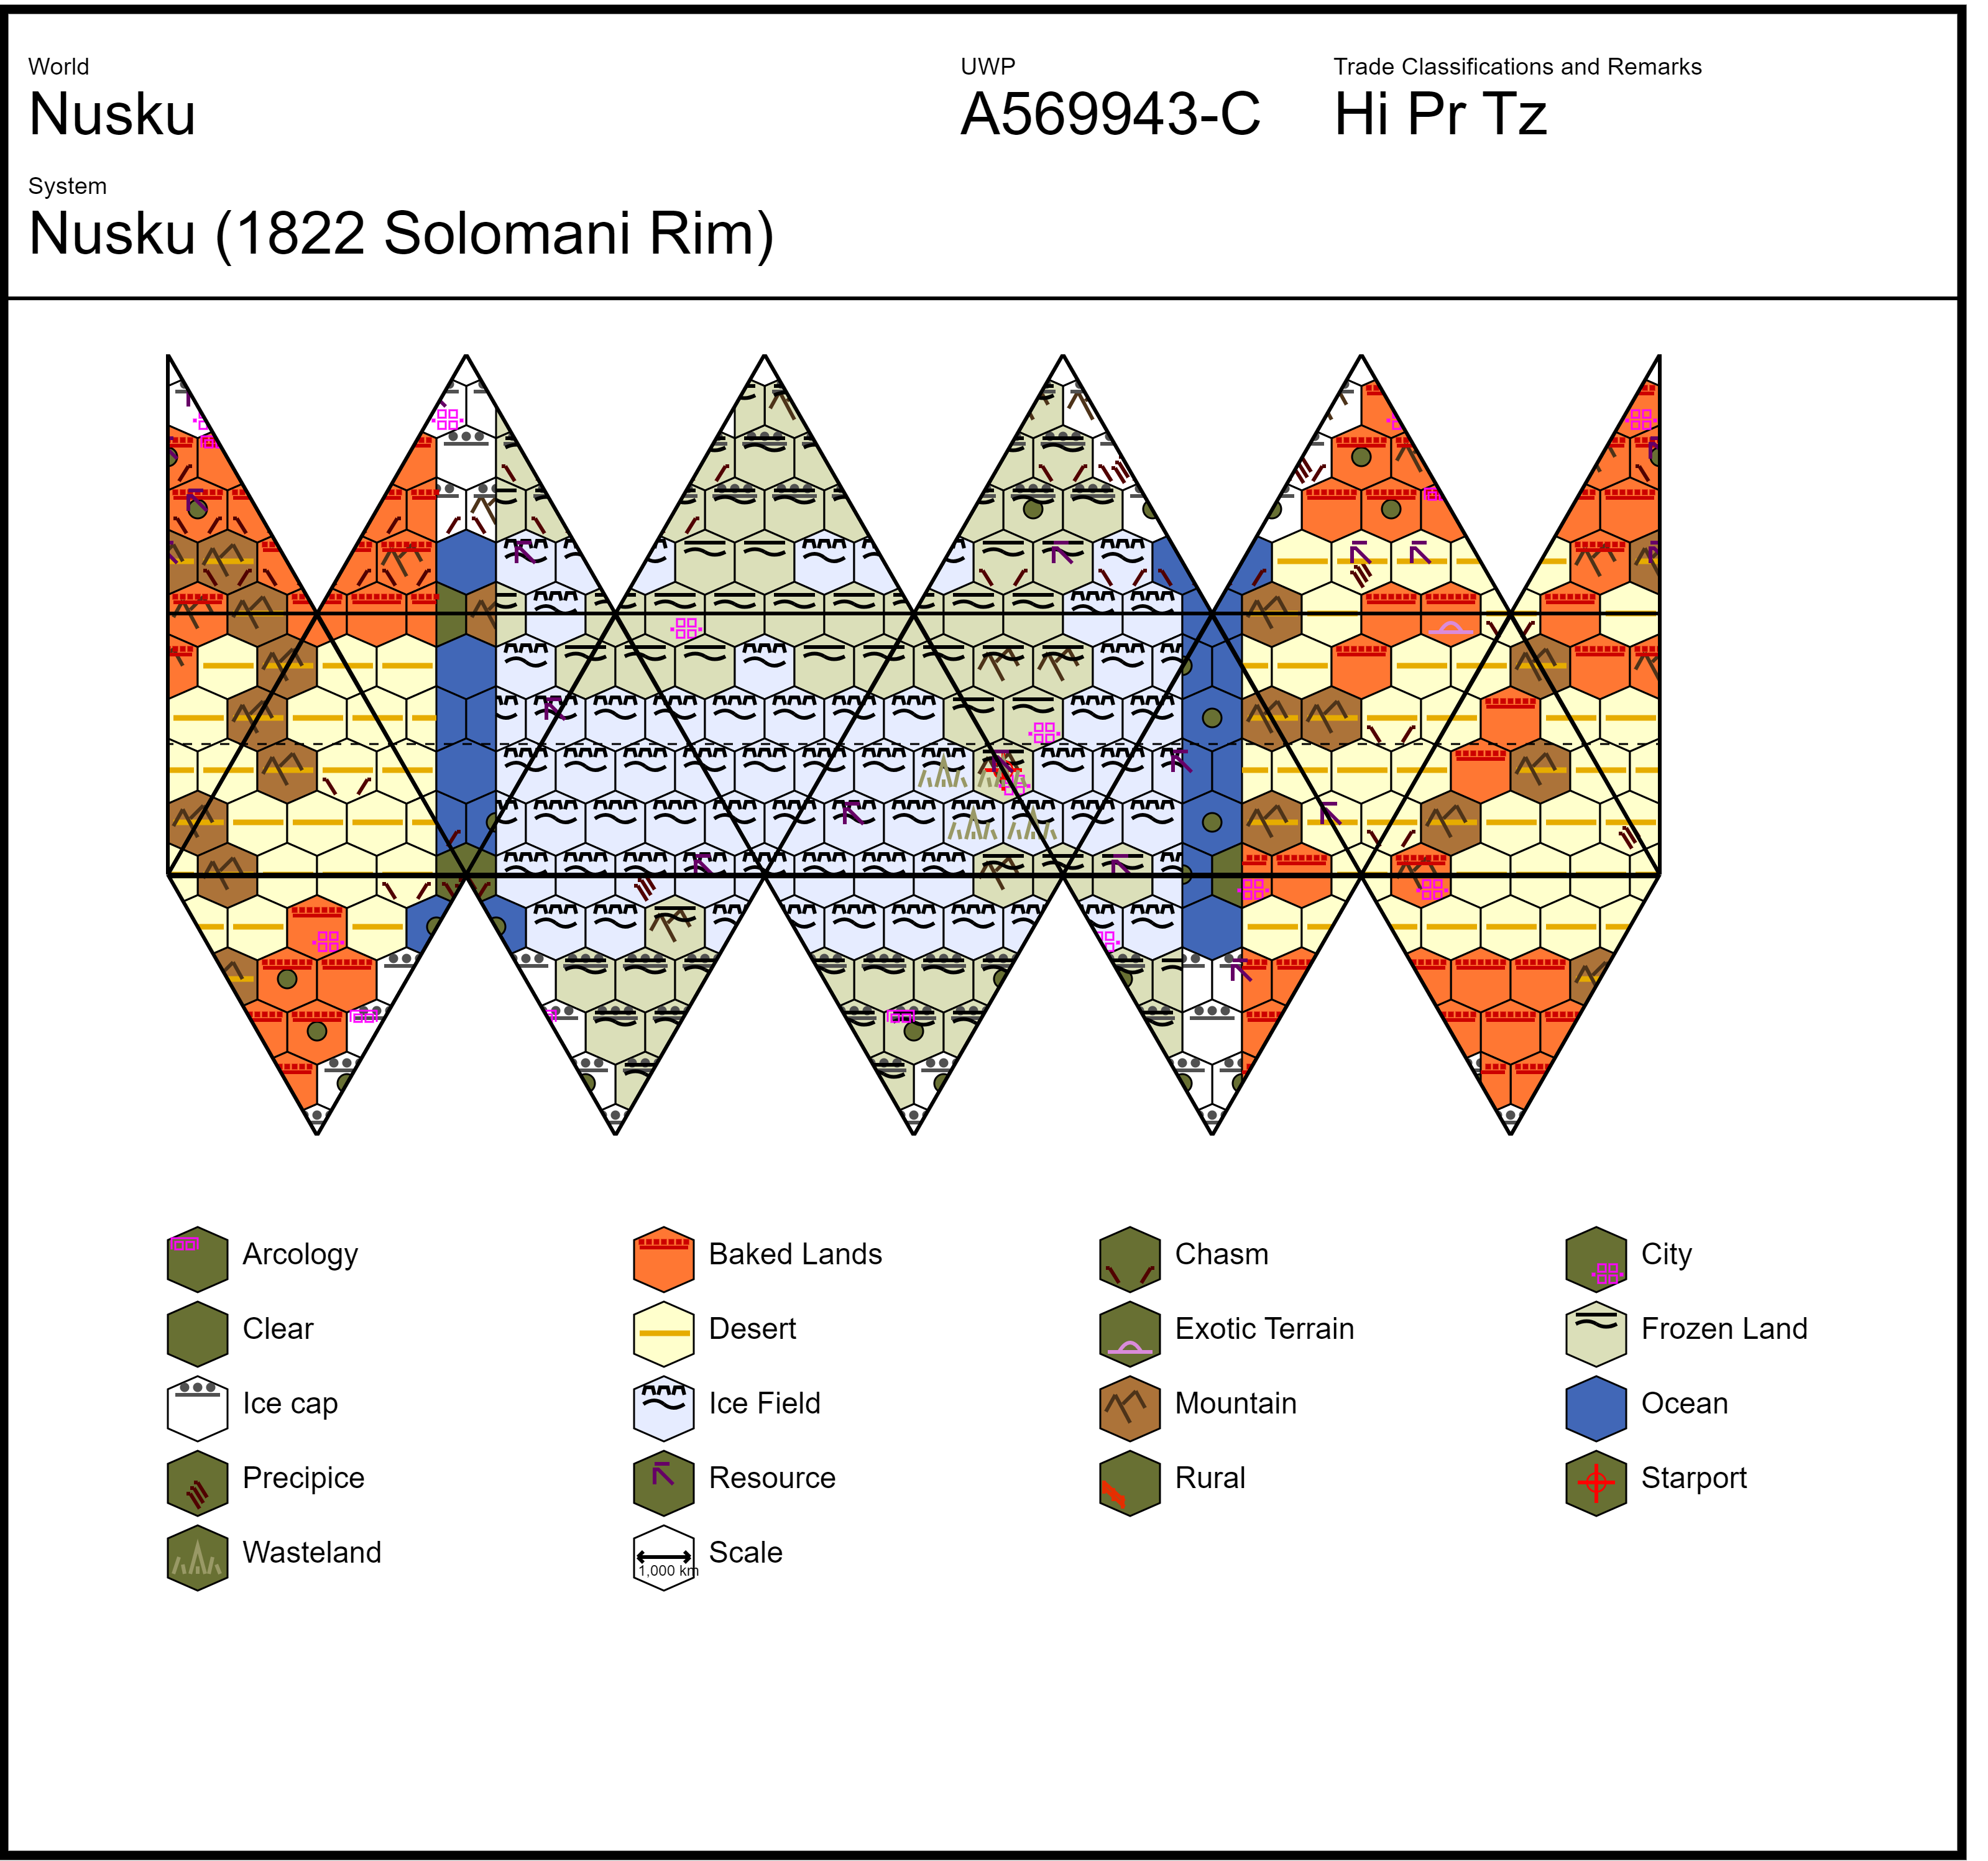 World
UWP
Trade Classifications and Remarks
Nusku
A569943-C
Hi Pr Tz
System
Nusku (1822 Solomani Rim)
Arcology
Baked Lands
Chasm
City
Clear
Desert
Exotic Terrain
Frozen Land
Ice cap
Ice Field
Mountain
Ocean
Precipice
Resource
Rural
Starport
Wasteland
Scale
1,000 km